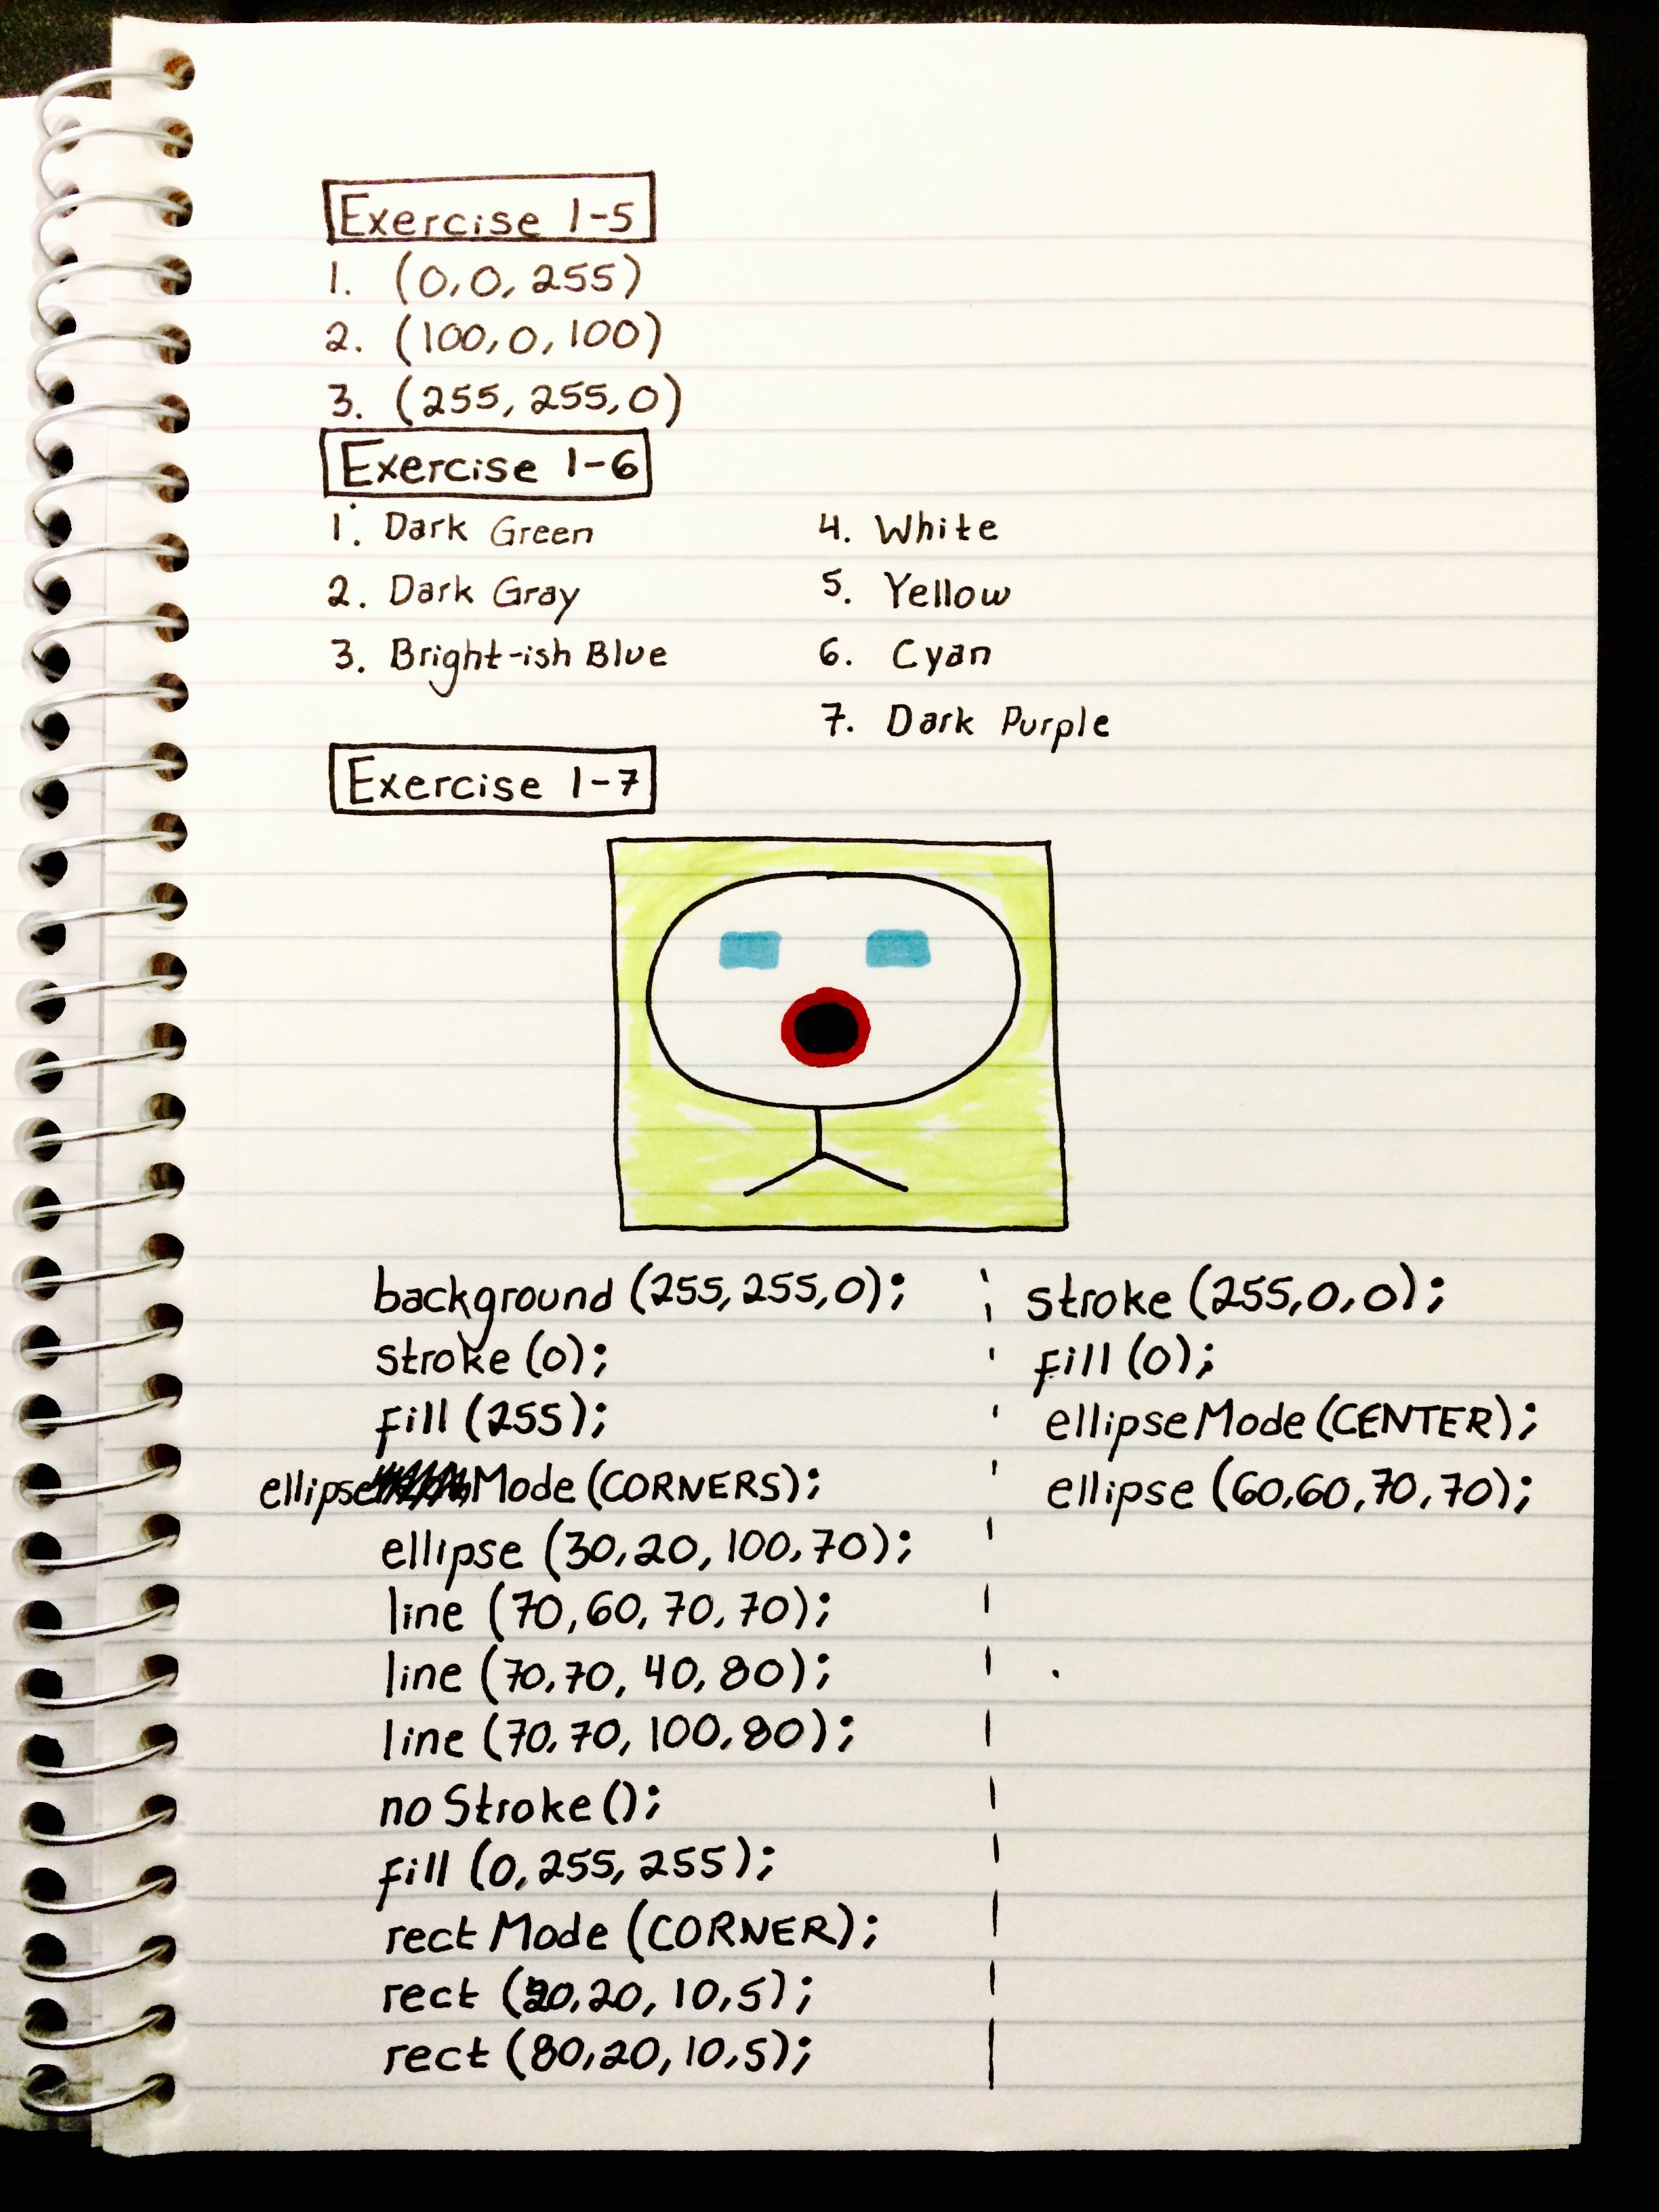 Exercise 1-5
1. (0,0,255)
2. (100,0,100)
3. (255,255,0)
Exercise 1-6
1. Dark Green
2. Dark Gray
3. Bright-ish Blue
4. White
5. Yellow
6. Cyan
7. Dark Purple
Exercise 1-7
background (255,255,0);
stroke (0);
fill (255);
ellipseMode (CORNERS);
ellipse (30,20,100,70);
line (70,60,70,70);
line (70,70,40,80);
line (70,70,100,80);
noStroke();
fill (0,255,255);
rectMode (CORNER);
rect (20,20,10,5);
rect (80,20,10,5);
stroke (255,0,0);
fill (0);
ellipseMode (CENTER);
ellipse (60,60,70,70);